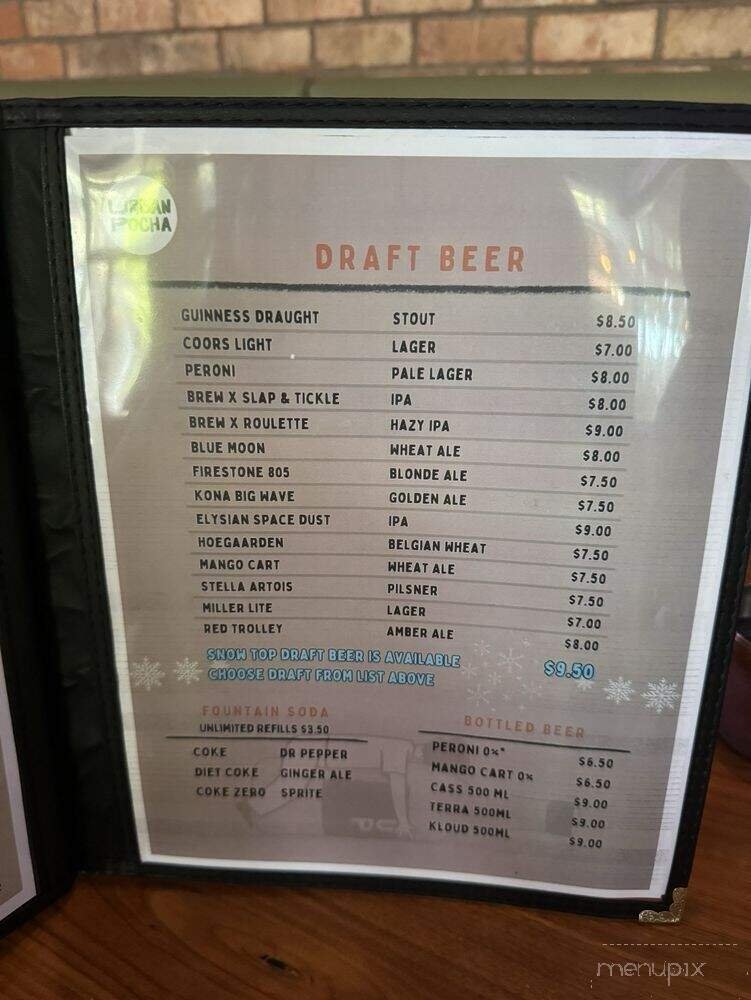 URBAN
POCHA
DRAFT BEER
GUINNESS DRAUGHT STOUT $8.50
COORS LIGHT LAGER $7.00
PERONI PALE LAGER $8.00
BREW X SLAP & TICKLE IPA $8.00
BREW X ROULETTE HAZY IPA $9.00
BLUE MOON WHEAT ALE $8.00
FIRESTONE 805 BLONDE ALE $7.50
KONA BIG WAVE GOLDEN ALE $7.50
ELYSIAN SPACE DUST IPA $9.00
HOEGAARDEN BELGIAN WHEAT $7.50
MANGO CART WHEAT ALE $7.50
STELLA ARTOIS PILSNER $7.50
MILLER LITE LAGER $7.00
RED TROLLEY AMBER ALE $8.00
SNOW TOP DRAFT BEER IS AVAILABLE $9.50
CHOOSE DRAFT FROM LIST ABOVE
FOUNTAIN SODA
UNLIMITED REFILLS $3.50
COKE DR PEPPER
DIET COKE GINGER ALE
COKE ZERO SPRITE
BOTTLED BEER
PERONI 0%* $6.50
MANGO CART 0% $6.50
CASS 500 ML $9.00
TERRA 500ML $9.00
KLOUD 500ML $9.00
menupix